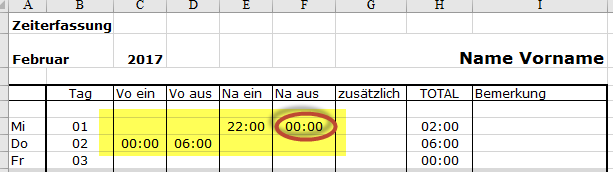 A B C D E F G H I
Zeiterfassung
Februar 2017 Name Vorname
Tag Vo ein Vo aus Na ein Na aus zusätzlich TOTAL Bemerkung
Mi 01 22:00 00:00 02:00
Do 02 00:00 06:00 06:00
Fr 03 00:00